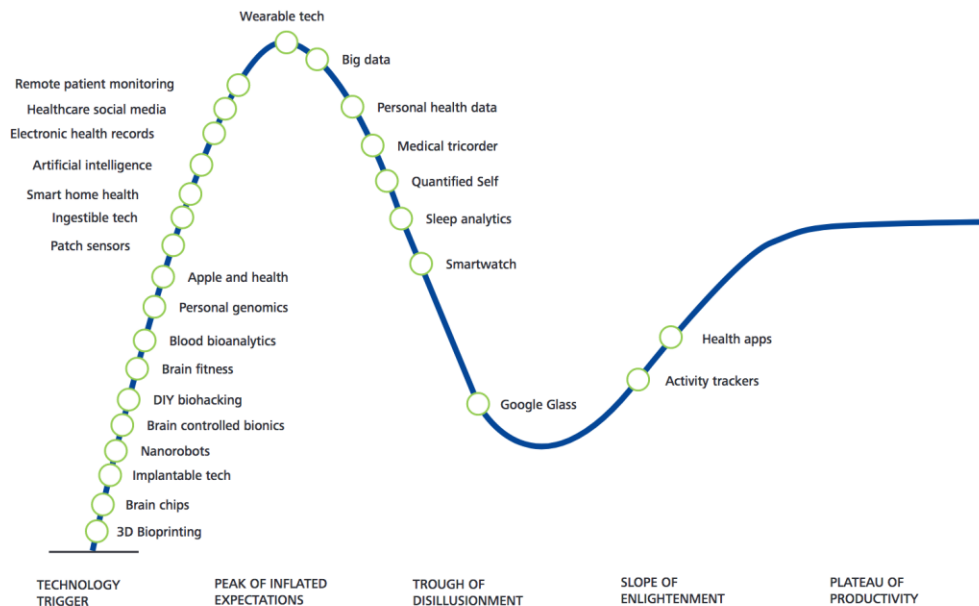 Wearable tech
Big data
Remote patient monitoring
Healthcare social media
Personal health data
Electronic health records
Medical tricorder
Artificial intelligence
Quantified Self
Smart home health
Ingestible tech
Sleep analytics
Patch sensors
Smartwatch
Apple and health
Personal genomics
Blood bioanalytics
Health apps
Brain fitness
Activity trackers
DIY biohacking
Google Glass
Brain controlled bionics
Nanorobots
Implantable tech
Brain chips
3D Bioprinting
TECHNOLOGY
TRIGGER
PEAK OF INFLATED
EXPECTATIONS
TROUGH OF
DISILLUSIONMENT
SLOPE OF
ENLIGHTENMENT
PLATEAU OF
PRODUCTIVITY